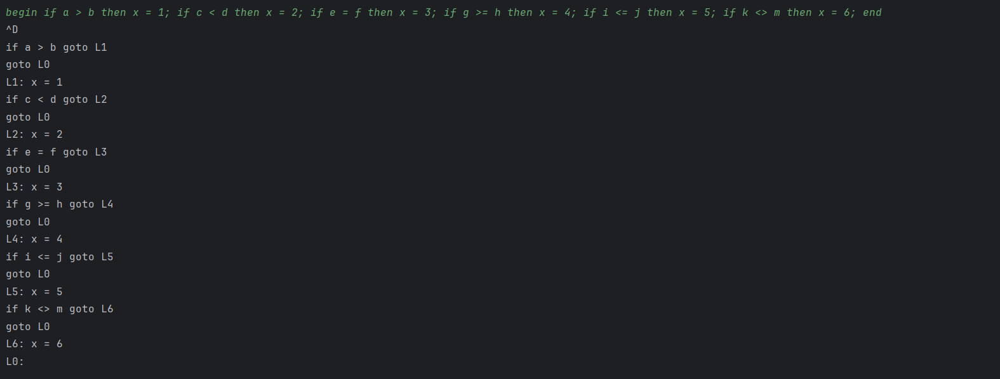 begin if a > b then x = 1; if c < d then x = 2; if e = f then x = 3; if g >= h then x = 4; if i <= j then x = 5; if k <> m then x = 6; end
^D
if a > b goto L1
goto L0
L1: x = 1
if c < d goto L2
goto L0
L2: x = 2
if e = f goto L3
goto L0
L3: x = 3
if g >= h goto L4
goto L0
L4: x = 4
if i <= j goto L5
goto L0
L5: x = 5
if k <> m goto L6
goto L0
L6: x = 6
L0: